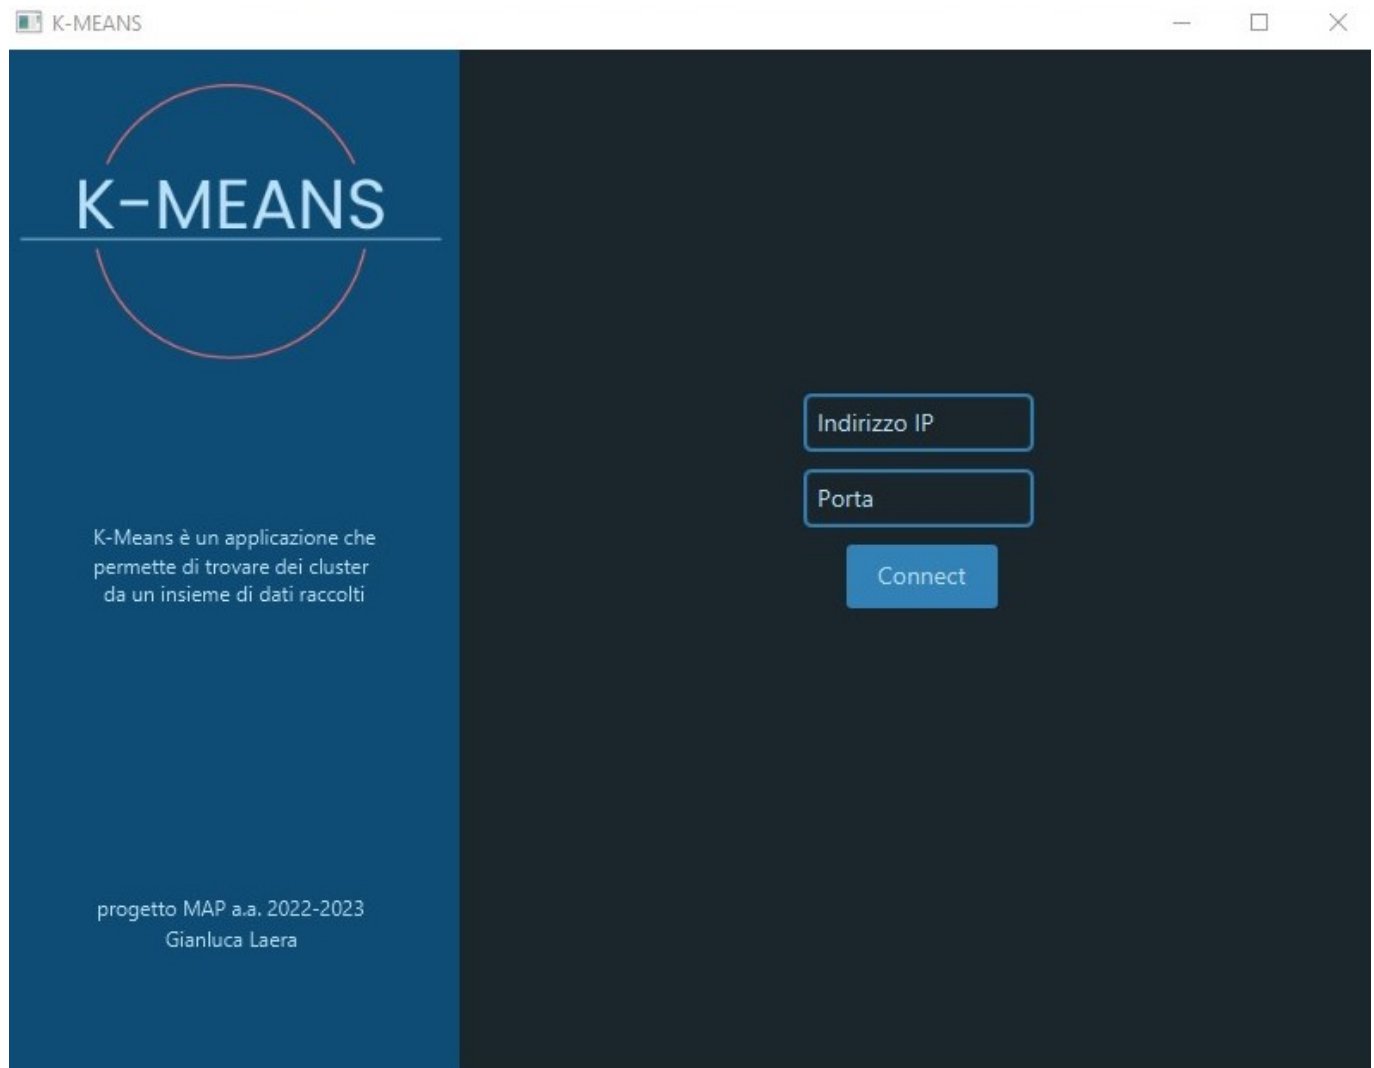 K-MEANS
K-MEANS
K-Means è un applicazione che
permette di trovare dei cluster
da un insieme di dati raccolti
progetto MAP a.a. 2022-2023
Gianluca Laera
Indirizzo IP
Porta
Connect